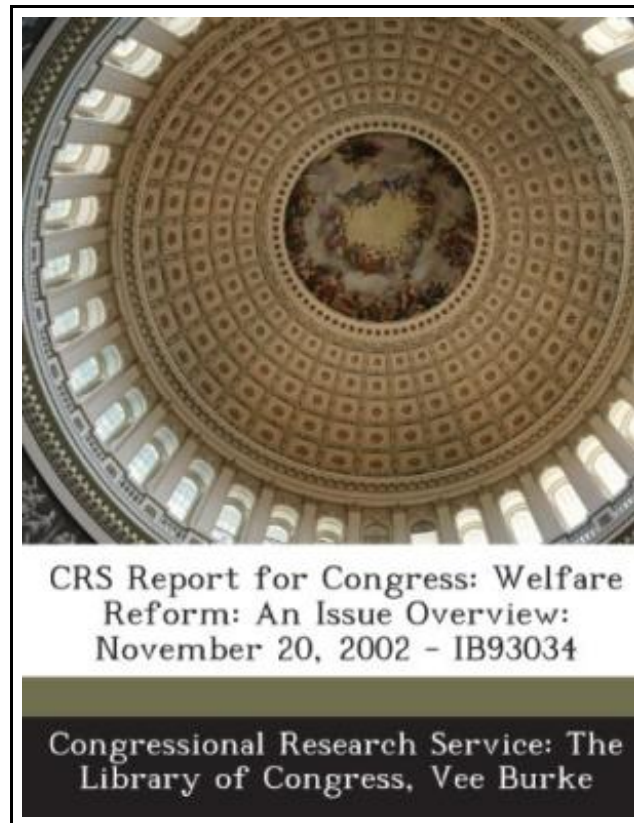 CRS Report for Congress: Welfare
Reform: An Issue Overview:
November 20, 2002 - IB93034
Congressional Research Service: The
Library of Congress, Vee Burke